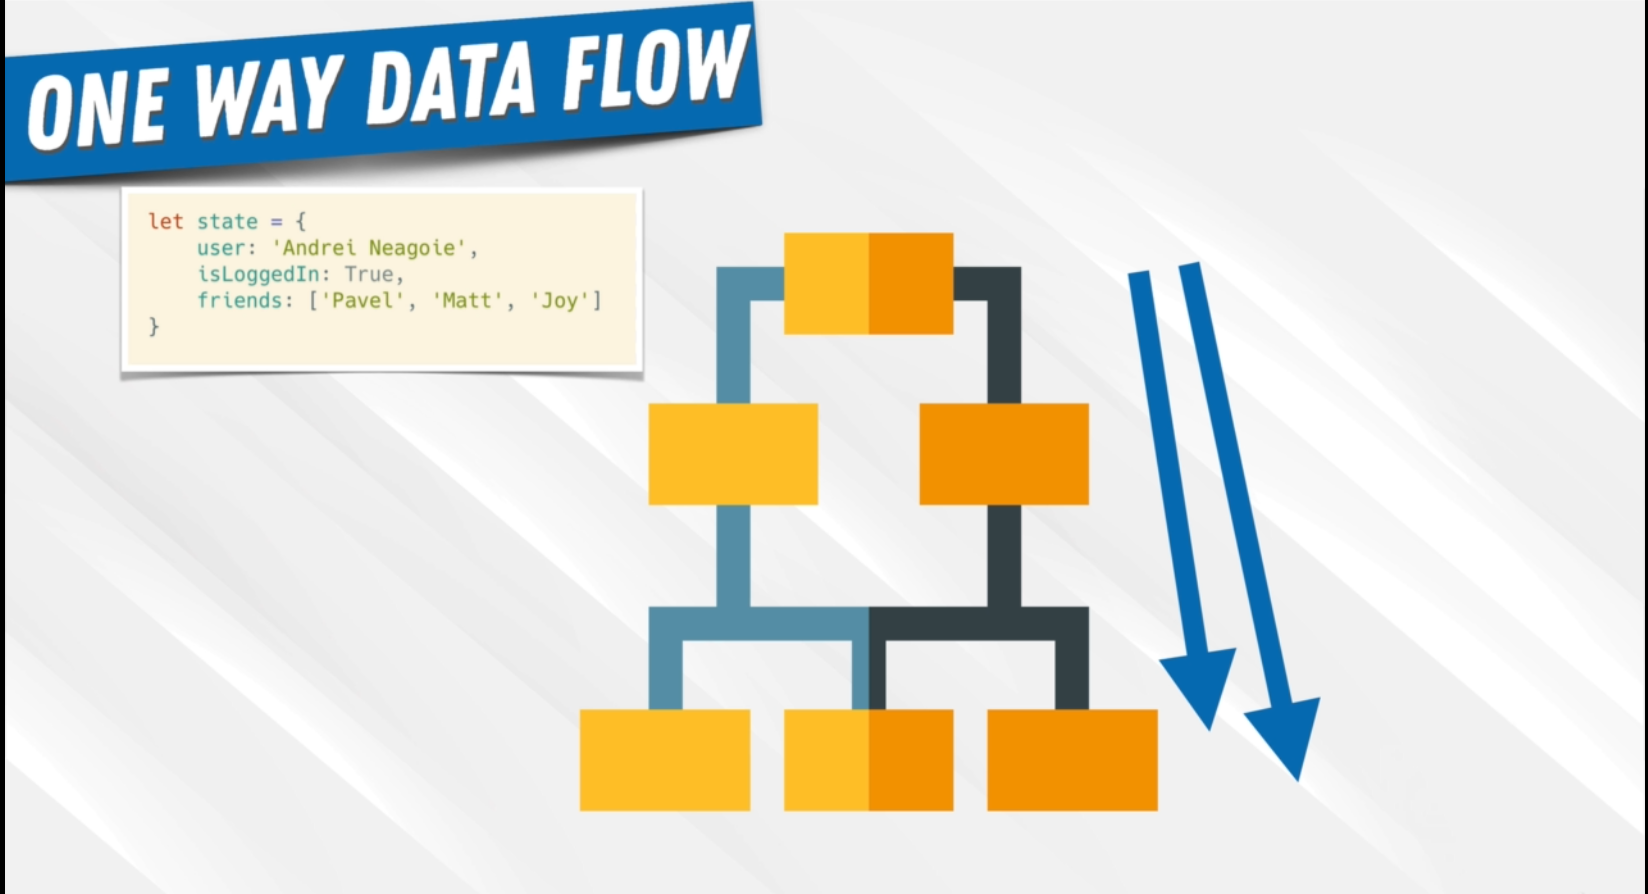 ONE WAY DATA FLOW
let state = {
    user: 'Andrei Neagoie',
    isLoggedIn: True,
    friends: ['Pavel', 'Matt', 'Joy']
}